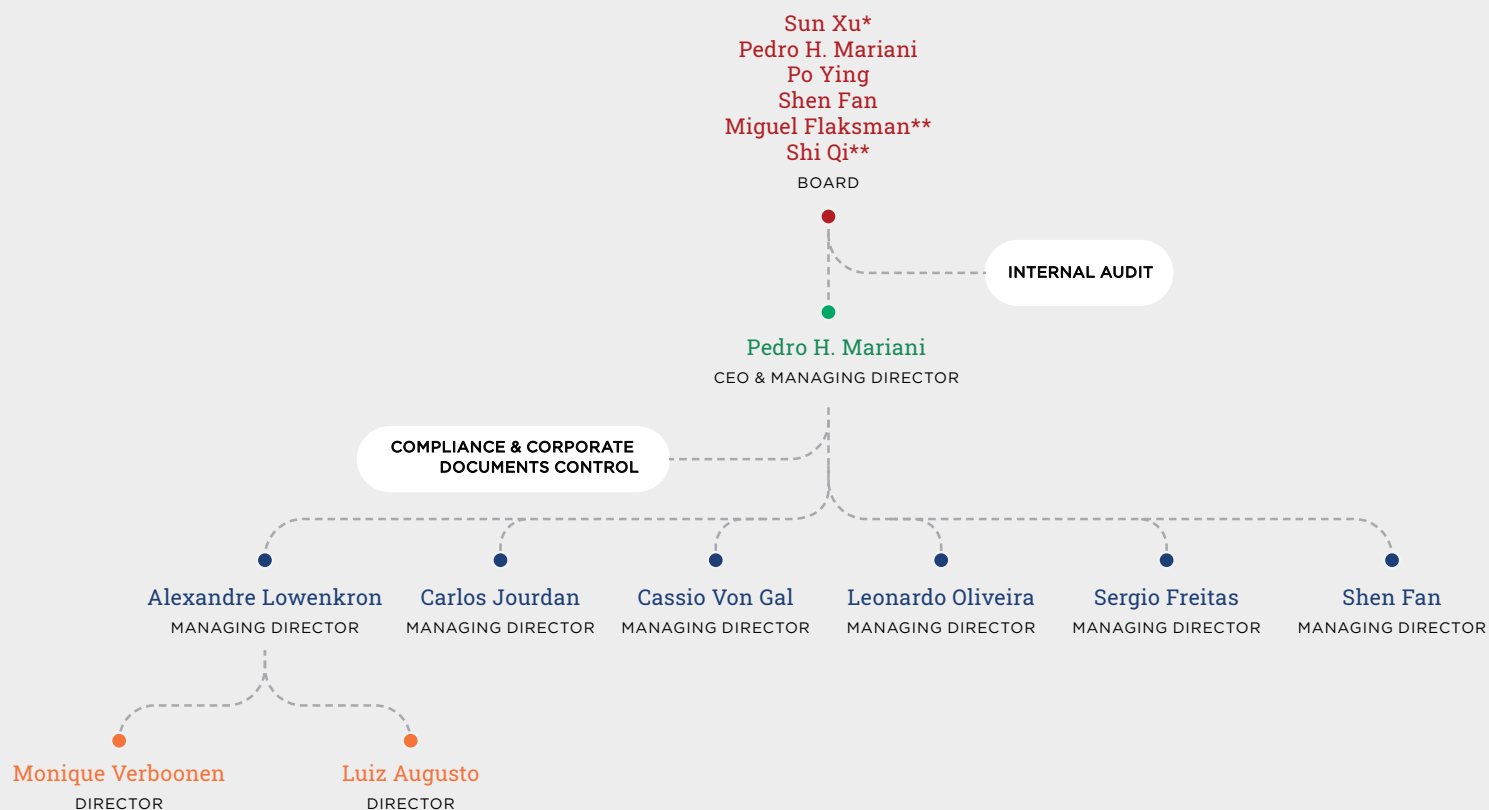 Sun Xu*
Pedro H. Mariani
Po Ying
Shen Fan
Miguel Flaksman**
Shi Qi**
BOARD
INTERNAL AUDIT
Pedro H. Mariani
CEO & MANAGING DIRECTOR
COMPLIANCE & CORPORATE
DOCUMENTS CONTROL
Alexandre Lowenkron
MANAGING DIRECTOR
Carlos Jourdan
MANAGING DIRECTOR
Cassio Von Gal
MANAGING DIRECTOR
Leonardo Oliveira
MANAGING DIRECTOR
Sergio Freitas
MANAGING DIRECTOR
Shen Fan
MANAGING DIRECTOR
Monique Verboonen
DIRECTOR
Luiz Augusto
DIRECTOR